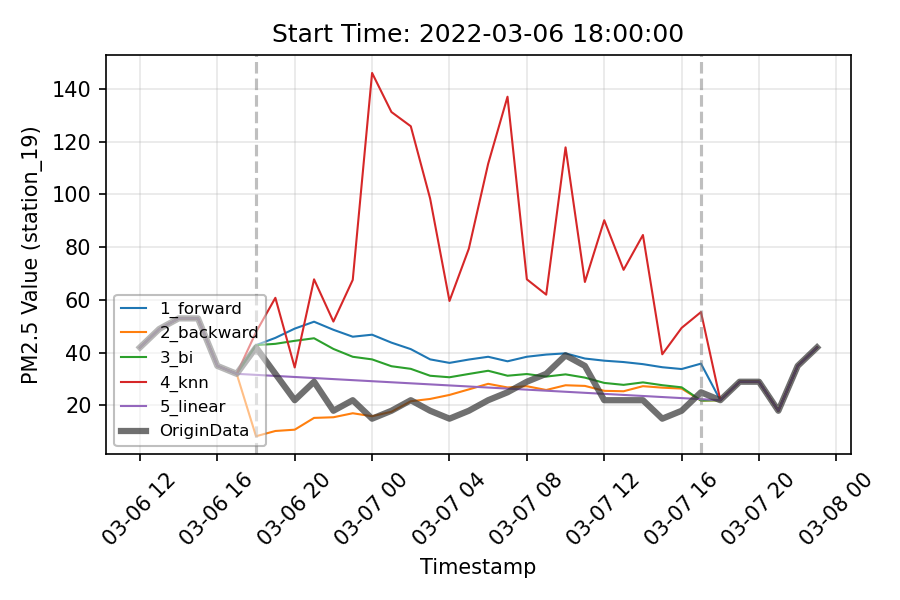 Start Time: 2022-03-06 18:00:00
PM2.5 Value (station_19)
140
120
100
80
60
40
20
1_forward
2_backward
3_bi
4_knn
5_linear
OriginData
03-06 12
03-06 16
03-06 20
03-07 00
03-07 04
03-07 08
03-07 12
03-07 16
03-07 20
03-08 00
Timestamp